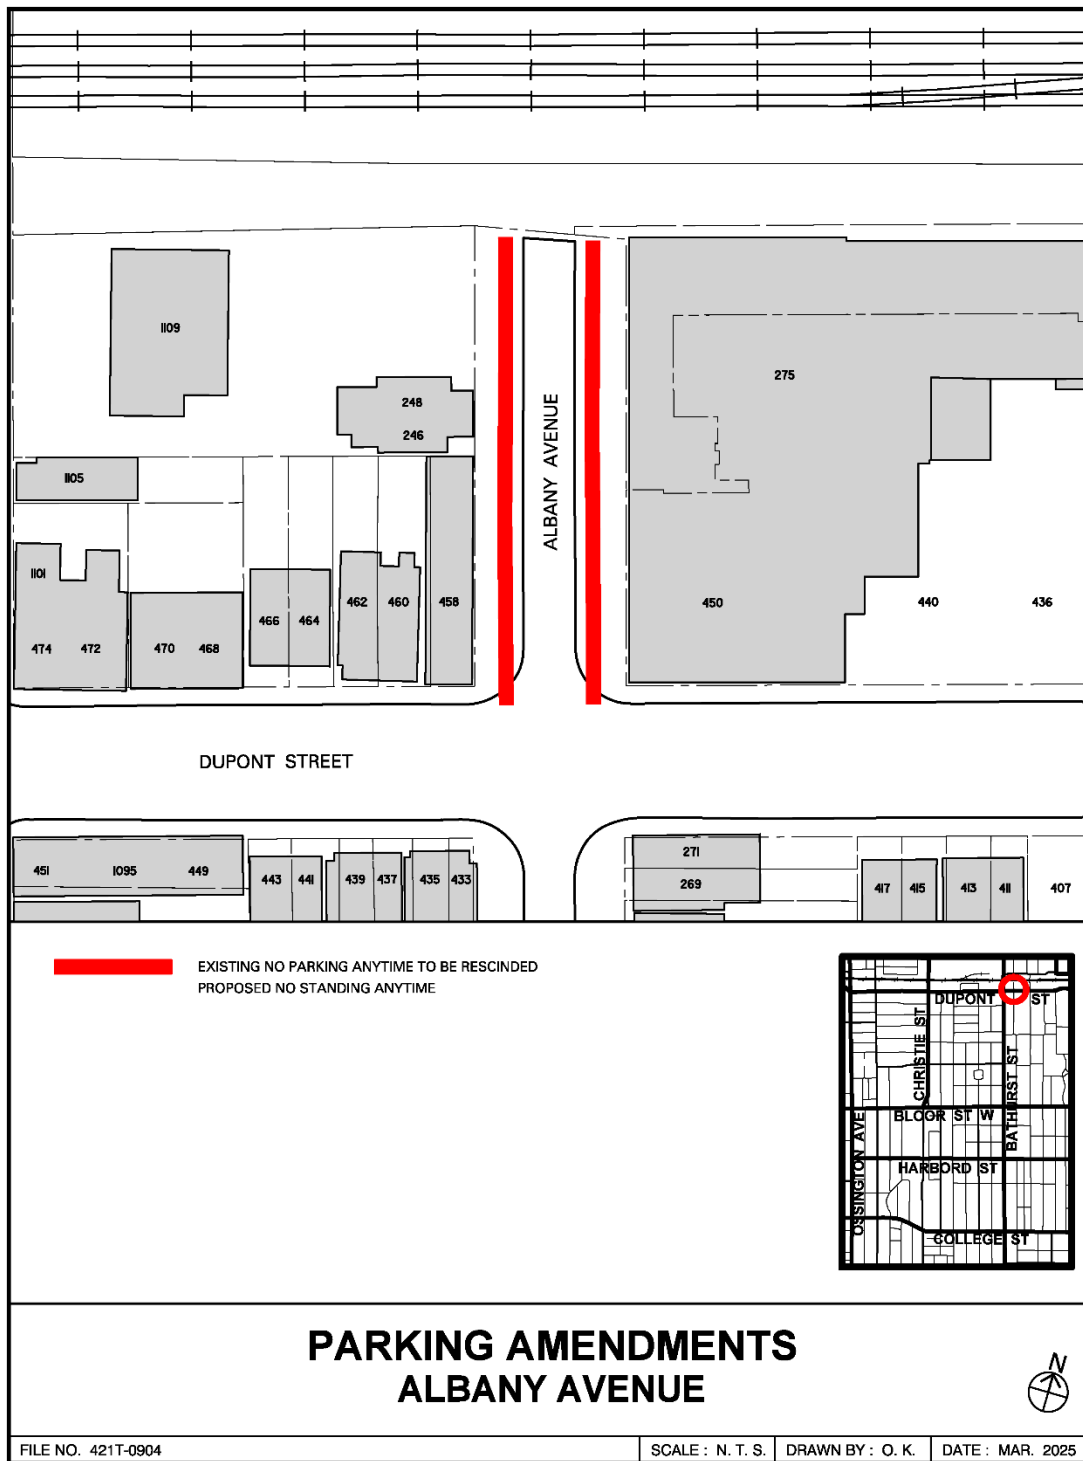 1109
275
248
246
ALBANY AVENUE
1105
1101
474 472
470 468
466 464
462 460
458
450
440
436
DUPONT STREET
451 1095 449
443 441
439 437
435 433
271
269
417 415
413 411
407
EXISTING NO PARKING ANYTIME TO BE RESCINDED
PROPOSED NO STANDING ANYTIME
DUPONT ST
CHRISTIE ST
BATHURST ST
BLOOR ST W
OSSINGTON AVE
HARBORD ST
COLLEGE ST
PARKING AMENDMENTS
ALBANY AVENUE
N
FILE NO. 421T-0904
SCALE : N. T. S.
DRAWN BY : O. K.
DATE : MAR. 2025